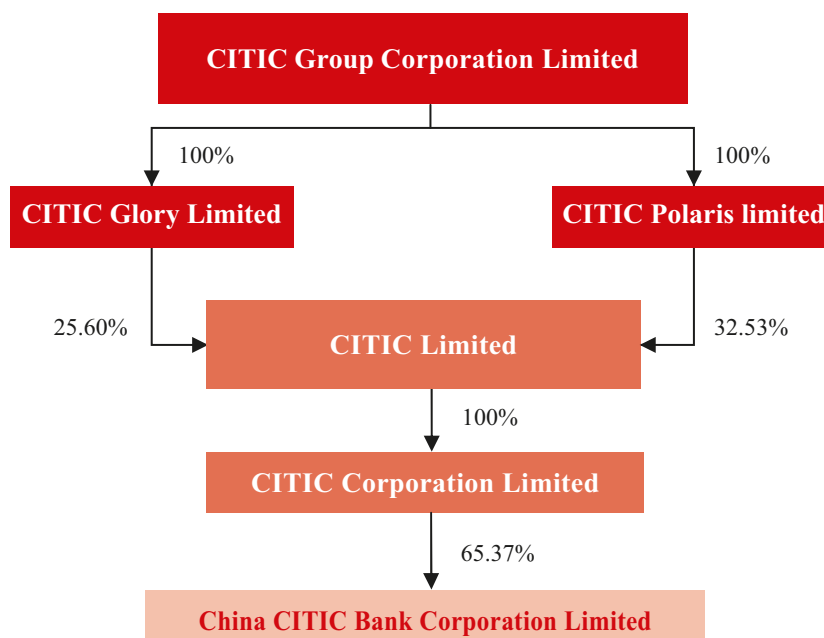 CITIC Group Corporation Limited
100%
100%
CITIC Glory Limited
CITIC Polaris limited
25.60%
32.53%
CITIC Limited
100%
CITIC Corporation Limited
65.37%
China CITIC Bank Corporation Limited